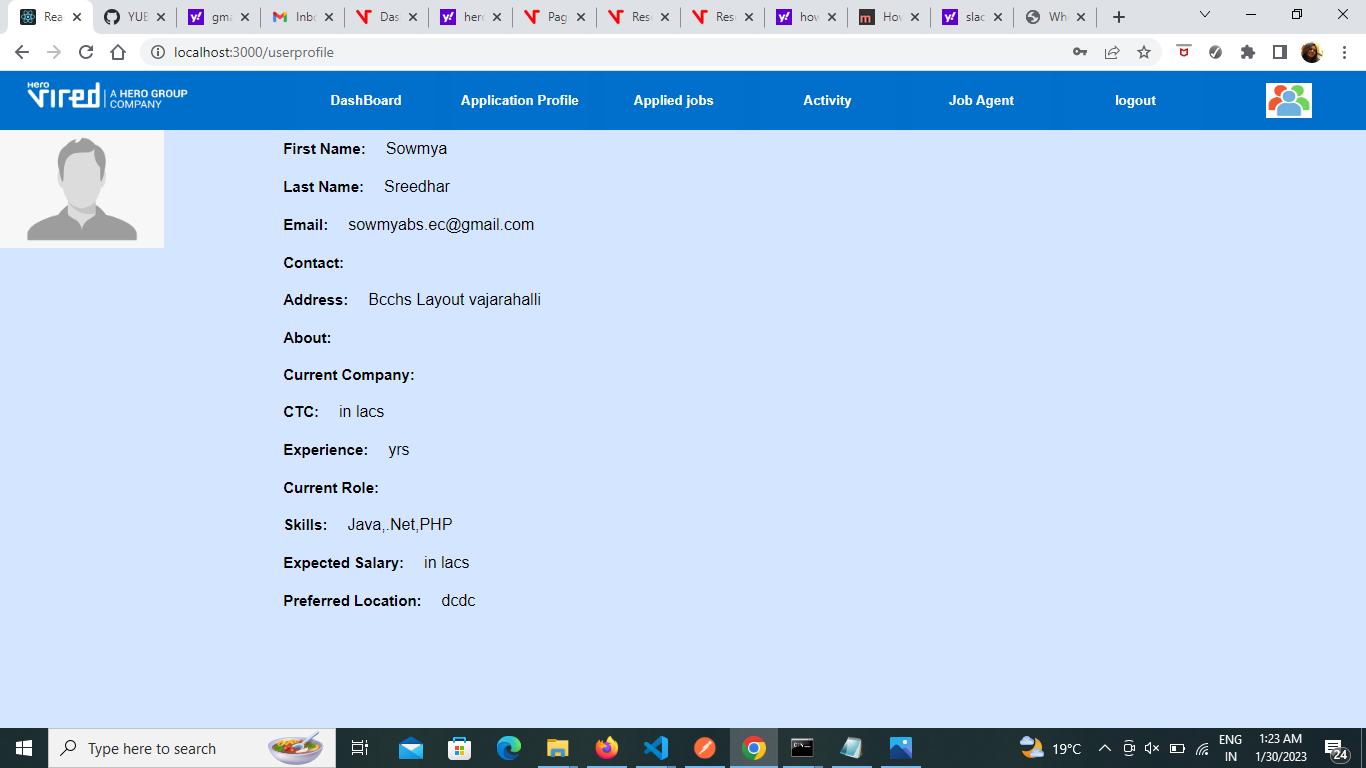 Rea
YUE
gma
Inbo
Das
hero
Pag
Res
Res
how
Hov
slac
Wh
localhost:3000/userprofile
Hero
vired
A HERO GROUP
COMPANY
DashBoard
Application Profile
Applied jobs
Activity
Job Agent
logout
First Name: Sowmya
Last Name: Sreedhar
Email: sowmyabs.ec@gmail.com
Contact:
Address: Bcchs Layout vajarahalli
About:
Current Company:
CTC: in lacs
Experience: yrs
Current Role:
Skills: Java,.Net,PHP
Expected Salary: in lacs
Preferred Location: dcdc
Type here to search
19°C
ENG
IN
1:23 AM
1/30/2023
24